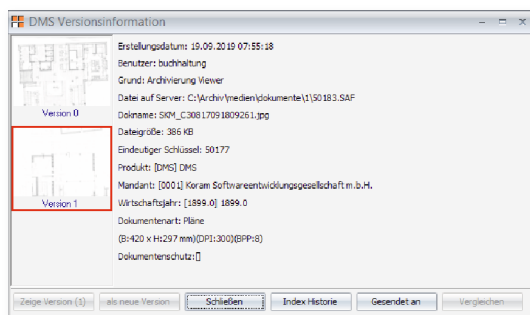 DMS Versionsinformation
Version 0
Version 1
Erstellungsdatum: 19.09.2019 07:55:18
Benutzer: buchhaltung
Grund: Archivierung Viewer
Datei auf Server: C:\Archiv\medien\dokumente\1\50183.SAF
Dokname: SKM_C30817091809261.jpg
Dateigröße: 386 KB
Eindeutiger Schlüssel: 50177
Produkt: [DMS] DMS
Mandant: [0001] Koram Softwareentwicklungsgesellschaft m.b.H.
Wirtschaftsjahr: [1899.0] 1899.0
Dokumentenart: Pläne
(B:420 x H:297 mm)(DPI:300)(BPP:8)
Dokumentenschutz:[]
Zeige Version (1)
als neue Version
Schließen
Index Historie
Gesendet an
Vergleichen